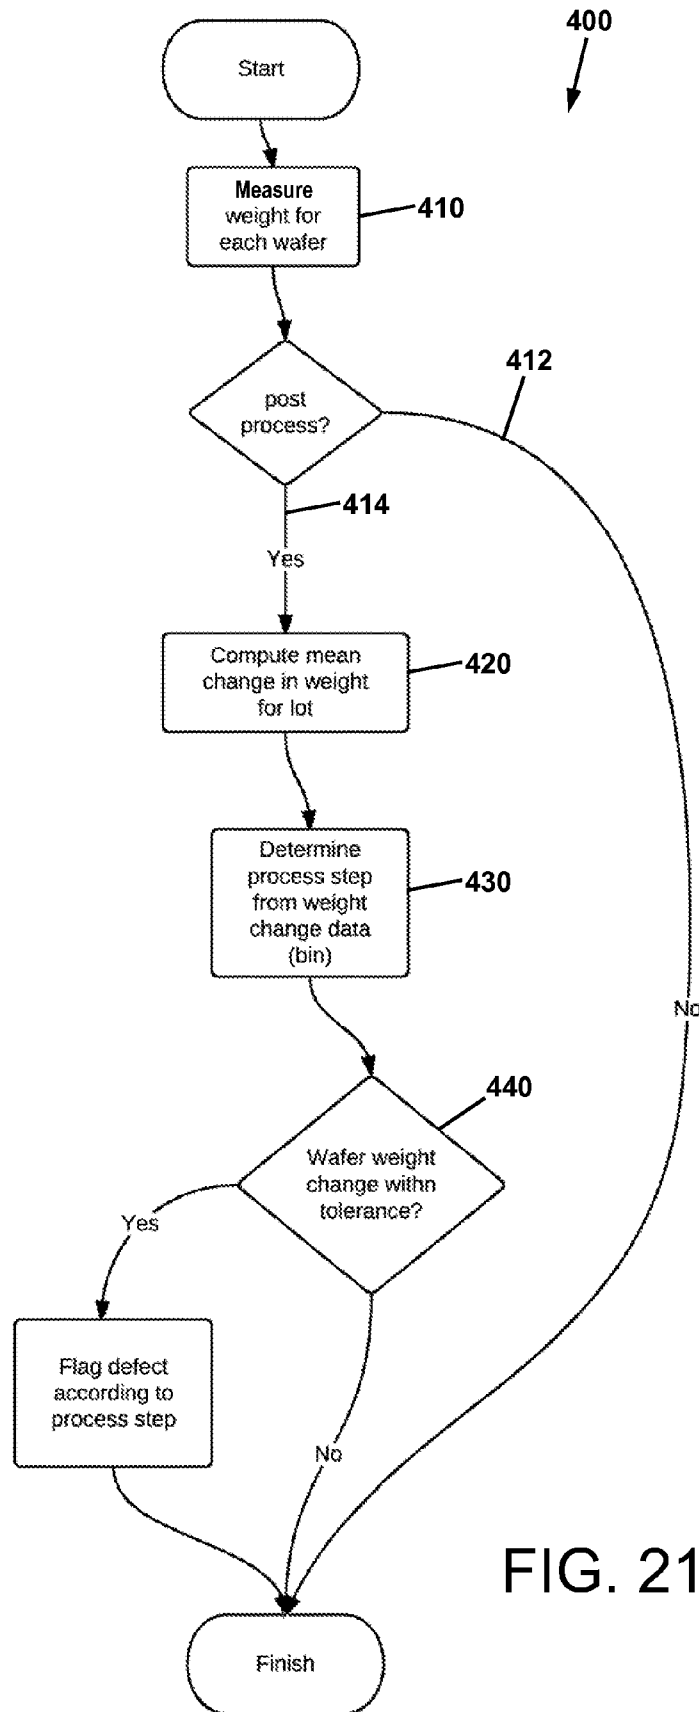 400
Start
Measure
weight for
each wafer
410
post
process?
412
414
Yes
Compute mean
change in weight
for lot
420
Determine
process step
from weight
change data
(bin)
430
No
440
Wafer weight
change withn
tolerance?
Yes
Flag defect
according to
process step
No
FIG. 21
Finish